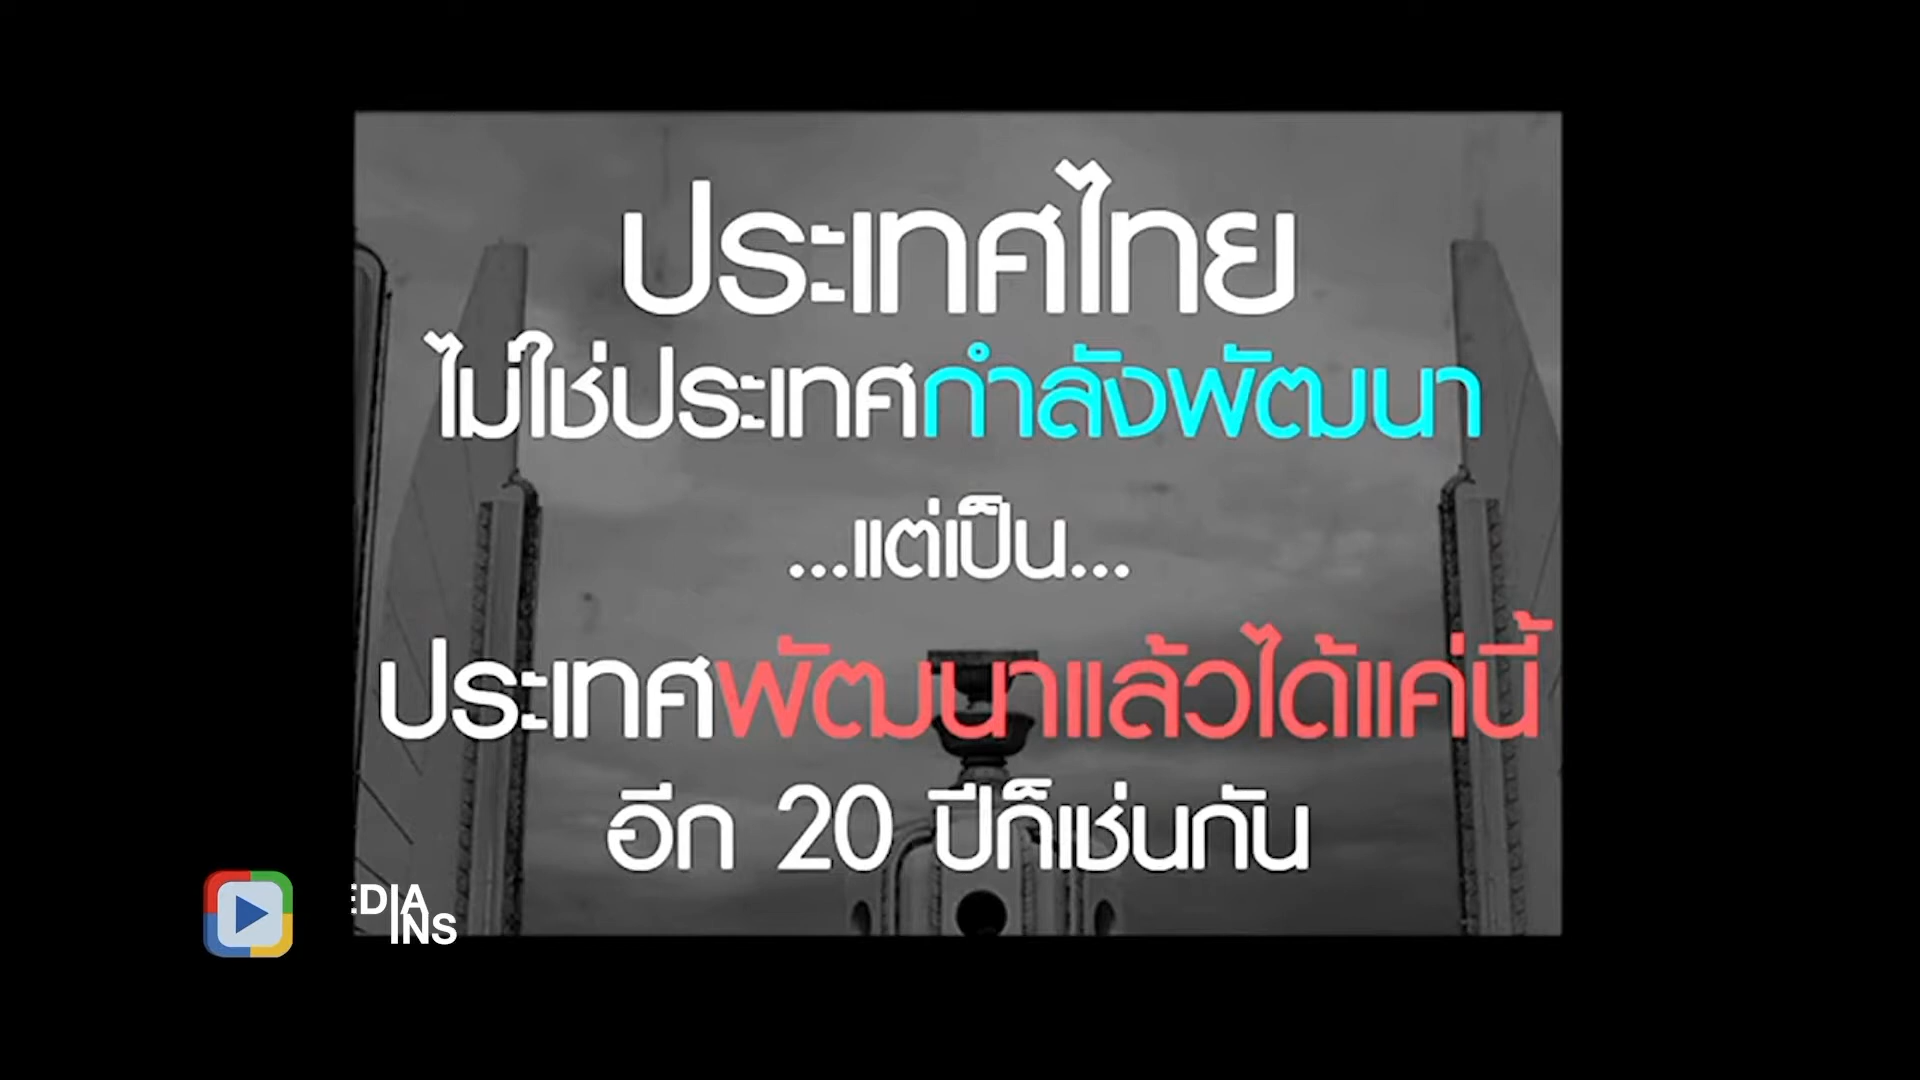 ประเทศไทย
ไม่ใช่ประเทศกำลังพัฒนา
...แต่เป็น...
ประเทศพัฒนาแล้วได้แค่นี้
อีก 20 ปีก็เช่นกัน
EDIA
INS